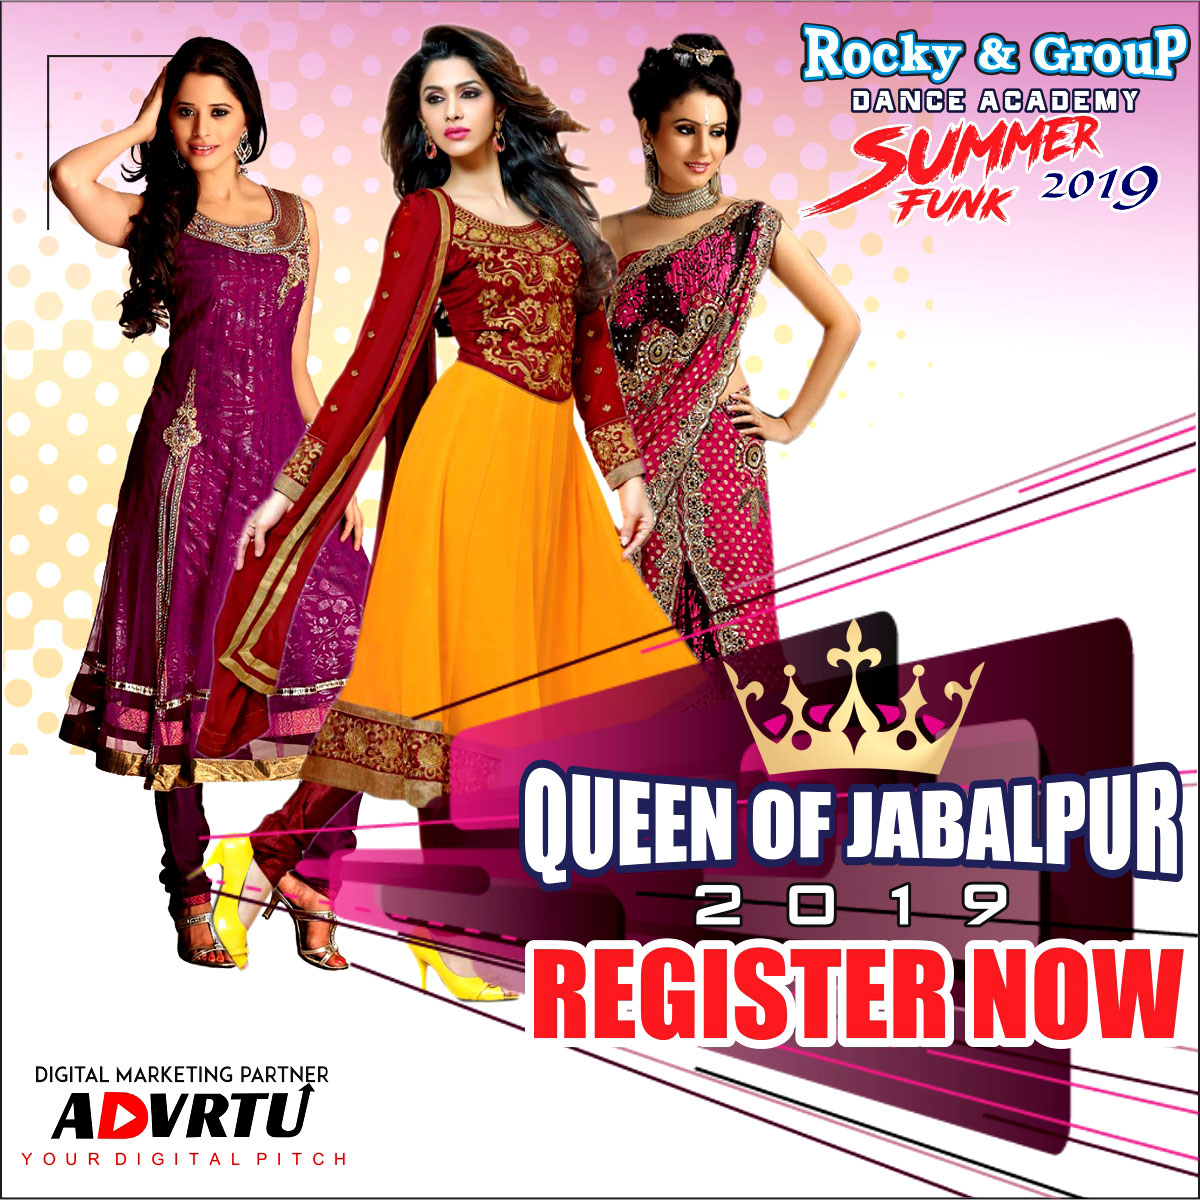 Rocky & GrouP
DANCE ACADEMY
SUMMER
FUNK 2019
QUEEN OF JABALPUR
2019
REGISTER NOW
DIGITAL MARKETING PARTNER
ADVRTU
YOUR DIGITAL PITCH